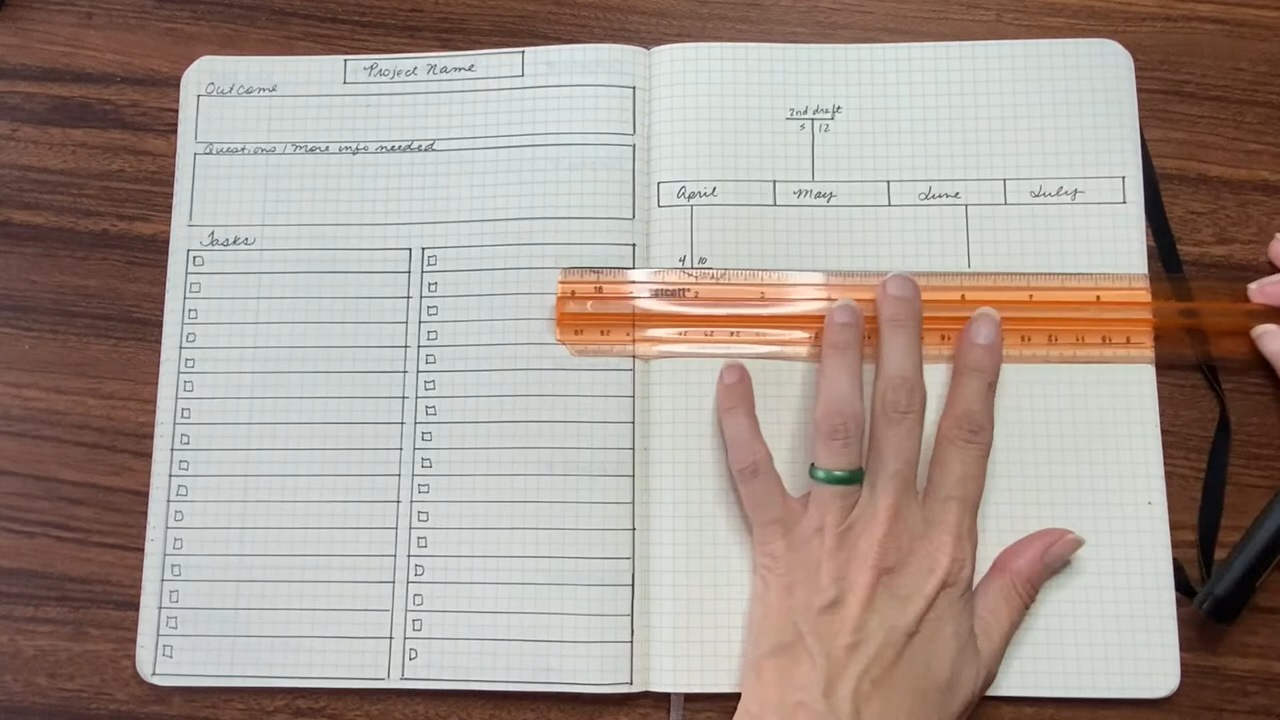 Project Name
Outcome
Questions / More info needed
Tasks
2nd draft
5 12
April May June July
4 10